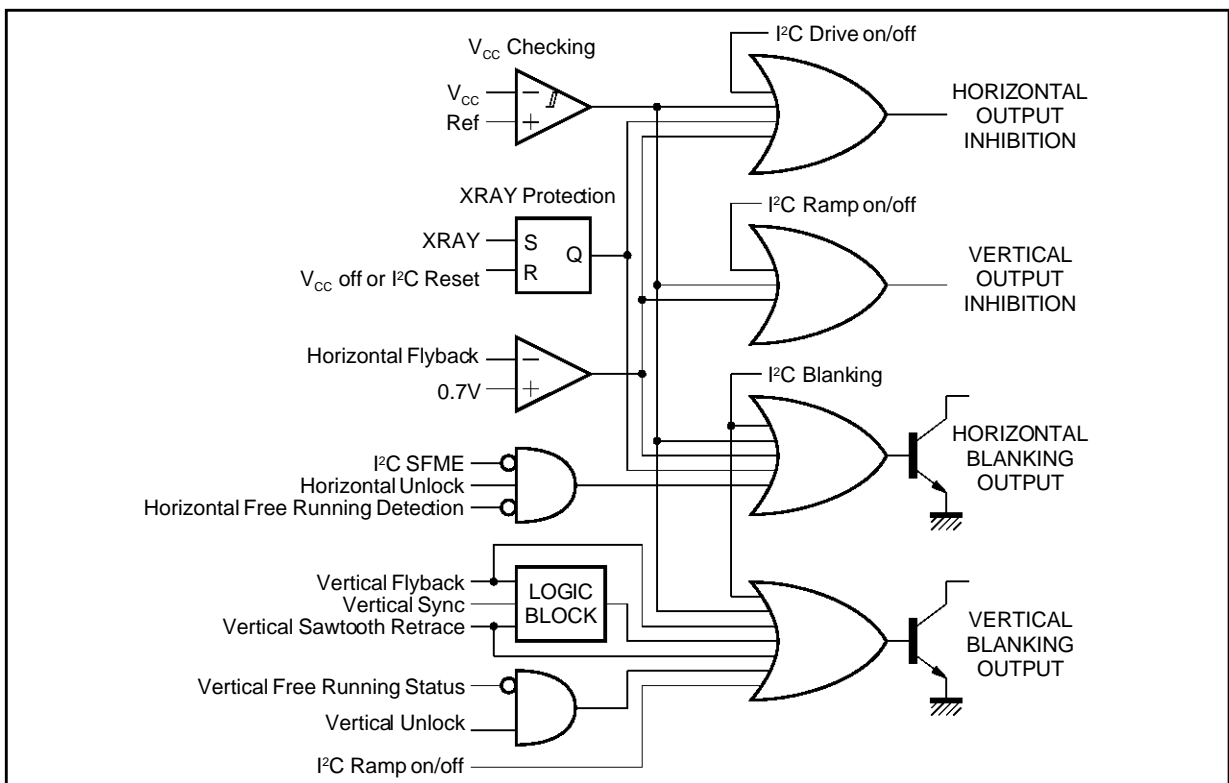 I²C Drive on/off
V_CC Checking
V_CC
Ref
−
+
HORIZONTAL
OUTPUT
INHIBITION
XRAY Protection
XRAY
S
Q
R
V_CC off or I²C Reset
I²C Ramp on/off
VERTICAL
OUTPUT
INHIBITION
Horizontal Flyback
0.7V
−
+
I²C Blanking
HORIZONTAL
BLANKING
OUTPUT
I²C SFME
Horizontal Unlock
Horizontal Free Running Detection
Vertical Flyback
Vertical Sync
Vertical Sawtooth Retrace
LOGIC
BLOCK
VERTICAL
BLANKING
OUTPUT
Vertical Free Running Status
Vertical Unlock
I²C Ramp on/off